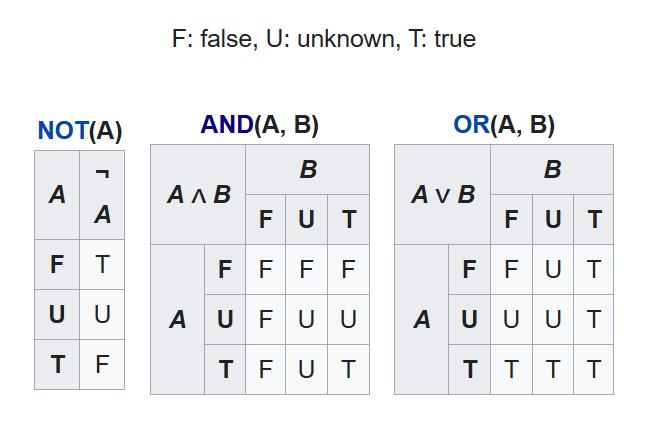 F: false, U: unknown, T: true
NOT(A)
A ¬
A
F T
U U
T F
AND(A, B)
A ∧ B B
F U T
A F F F F
U F U U
T F U T
OR(A, B)
A ∨ B B
F U T
A F F U T
U U U T
T T T T